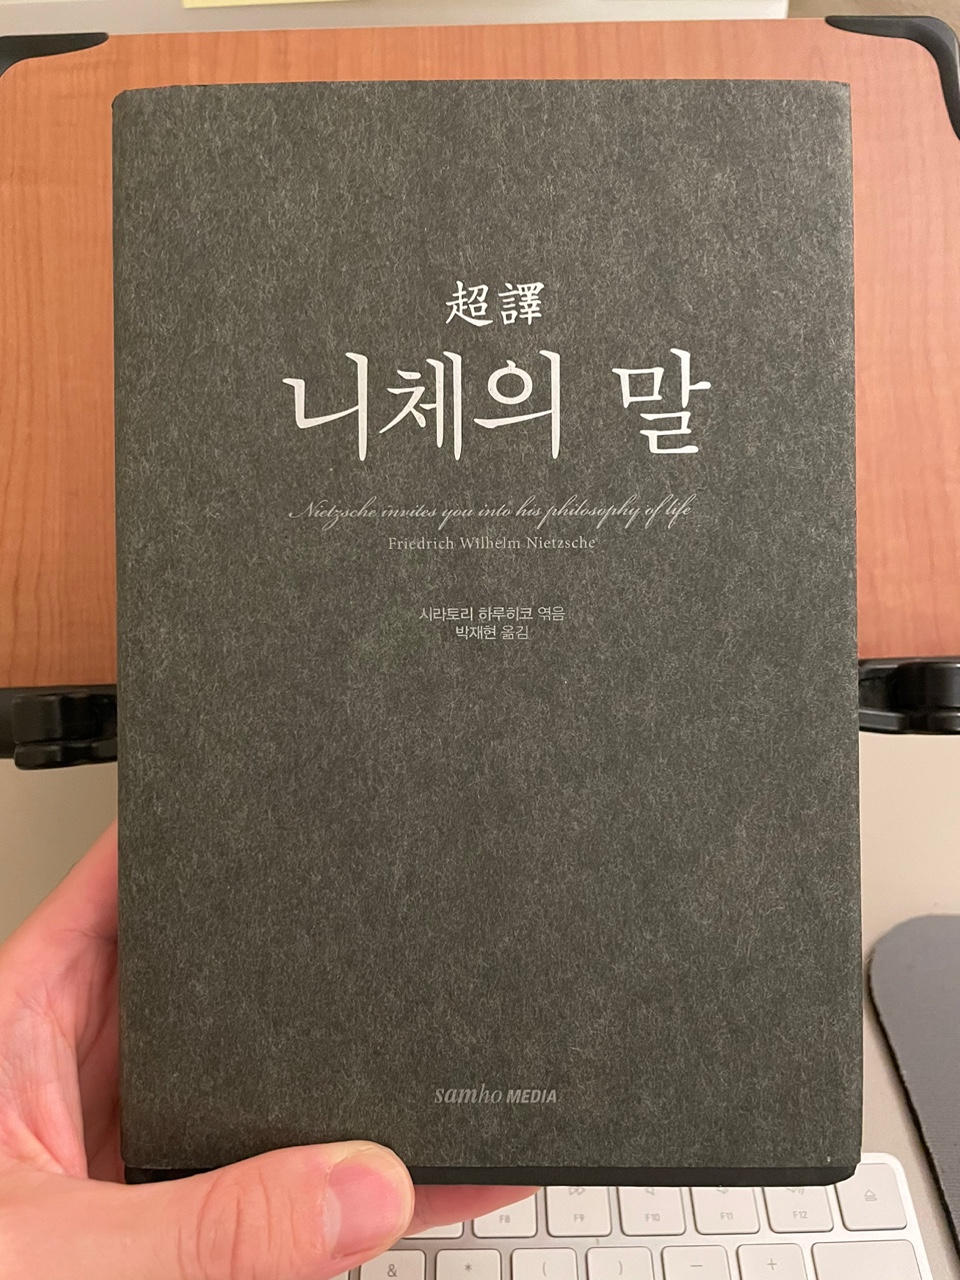 超譯
니체의 말
Nietzsche invites you into his philosophy of life
Friedrich Wilhelm Nietzsche
시라토리 하루히코 엮음
박재현 옮김
samho MEDIA
F8 F9 F10 F11 F12
& * ( ) − +